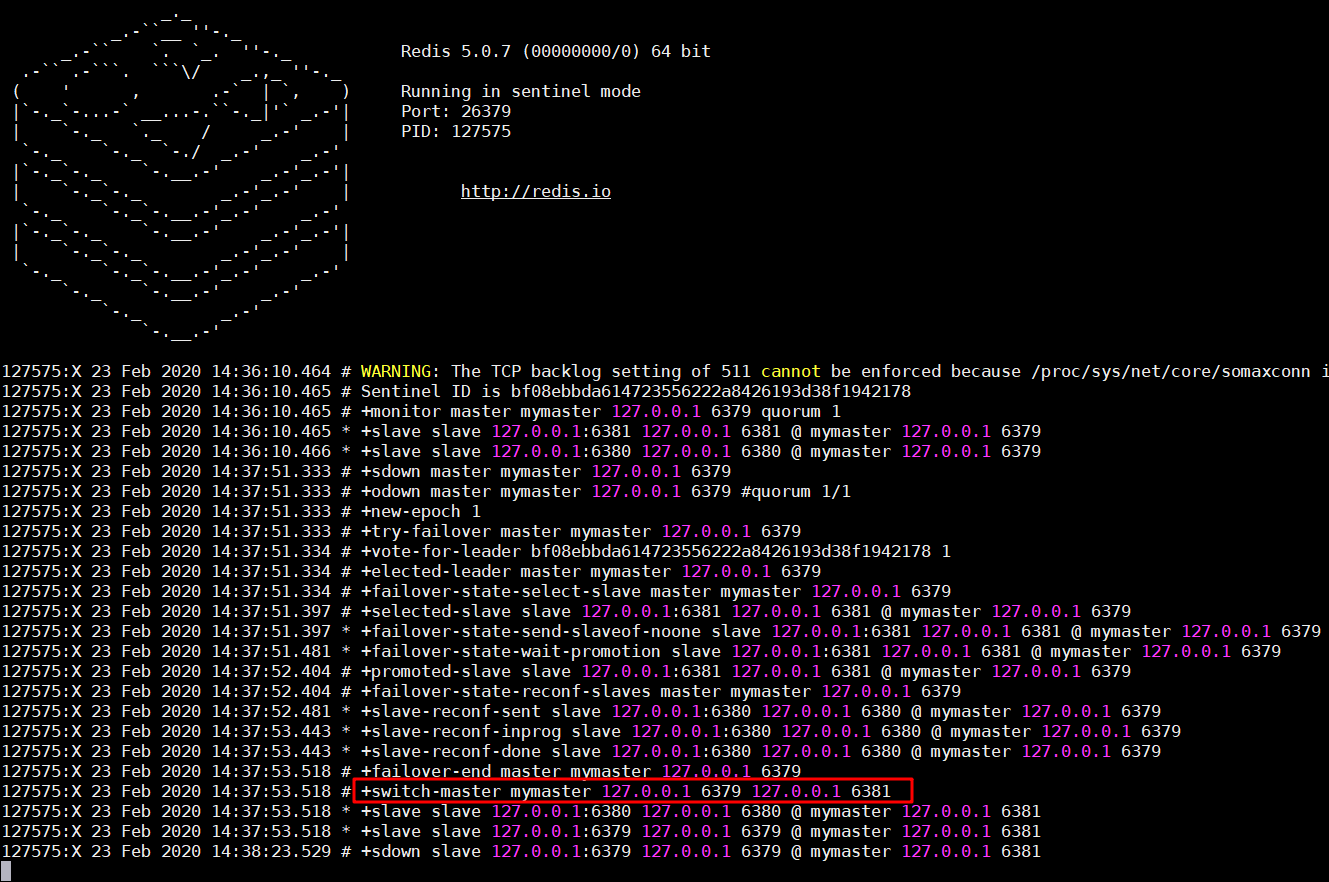 Redis 5.0.7 (00000000/0) 64 bit
Running in sentinel mode
Port: 26379
PID: 127575
http://redis.io
127575:X 23 Feb 2020 14:36:10.464 # WARNING: The TCP backlog setting of 511 cannot be enforced because /proc/sys/net/core/somaxconn i
127575:X 23 Feb 2020 14:36:10.465 # Sentinel ID is bf08ebbda614723556222a8426193d38f1942178
127575:X 23 Feb 2020 14:36:10.465 # +monitor master mymaster 127.0.0.1 6379 quorum 1
127575:X 23 Feb 2020 14:36:10.465 * +slave slave 127.0.0.1:6381 127.0.0.1 6381 @ mymaster 127.0.0.1 6379
127575:X 23 Feb 2020 14:36:10.466 * +slave slave 127.0.0.1:6380 127.0.0.1 6380 @ mymaster 127.0.0.1 6379
127575:X 23 Feb 2020 14:37:51.333 # +sdown master mymaster 127.0.0.1 6379
127575:X 23 Feb 2020 14:37:51.333 # +odown master mymaster 127.0.0.1 6379 #quorum 1/1
127575:X 23 Feb 2020 14:37:51.333 # +new-epoch 1
127575:X 23 Feb 2020 14:37:51.333 # +try-failover master mymaster 127.0.0.1 6379
127575:X 23 Feb 2020 14:37:51.334 # +vote-for-leader bf08ebbda614723556222a8426193d38f1942178 1
127575:X 23 Feb 2020 14:37:51.334 # +elected-leader master mymaster 127.0.0.1 6379
127575:X 23 Feb 2020 14:37:51.334 # +failover-state-select-slave master mymaster 127.0.0.1 6379
127575:X 23 Feb 2020 14:37:51.397 # +selected-slave slave 127.0.0.1:6381 127.0.0.1 6381 @ mymaster 127.0.0.1 6379
127575:X 23 Feb 2020 14:37:51.397 * +failover-state-send-slaveof-noone slave 127.0.0.1:6381 127.0.0.1 6381 @ mymaster 127.0.0.1 6379
127575:X 23 Feb 2020 14:37:51.481 * +failover-state-wait-promotion slave 127.0.0.1:6381 127.0.0.1 6381 @ mymaster 127.0.0.1 6379
127575:X 23 Feb 2020 14:37:52.404 # +promoted-slave slave 127.0.0.1:6381 127.0.0.1 6381 @ mymaster 127.0.0.1 6379
127575:X 23 Feb 2020 14:37:52.404 # +failover-state-reconf-slaves master mymaster 127.0.0.1 6379
127575:X 23 Feb 2020 14:37:52.481 * +slave-reconf-sent slave 127.0.0.1:6380 127.0.0.1 6380 @ mymaster 127.0.0.1 6379
127575:X 23 Feb 2020 14:37:53.443 * +slave-reconf-inprog slave 127.0.0.1:6380 127.0.0.1 6380 @ mymaster 127.0.0.1 6379
127575:X 23 Feb 2020 14:37:53.443 * +slave-reconf-done slave 127.0.0.1:6380 127.0.0.1 6380 @ mymaster 127.0.0.1 6379
127575:X 23 Feb 2020 14:37:53.518 # +failover-end master mymaster 127.0.0.1 6379
127575:X 23 Feb 2020 14:37:53.518 # +switch-master mymaster 127.0.0.1 6379 127.0.0.1 6381
127575:X 23 Feb 2020 14:37:53.518 * +slave slave 127.0.0.1:6380 127.0.0.1 6380 @ mymaster 127.0.0.1 6381
127575:X 23 Feb 2020 14:37:53.518 * +slave slave 127.0.0.1:6379 127.0.0.1 6379 @ mymaster 127.0.0.1 6381
127575:X 23 Feb 2020 14:38:23.529 # +sdown slave 127.0.0.1:6379 127.0.0.1 6379 @ mymaster 127.0.0.1 6381